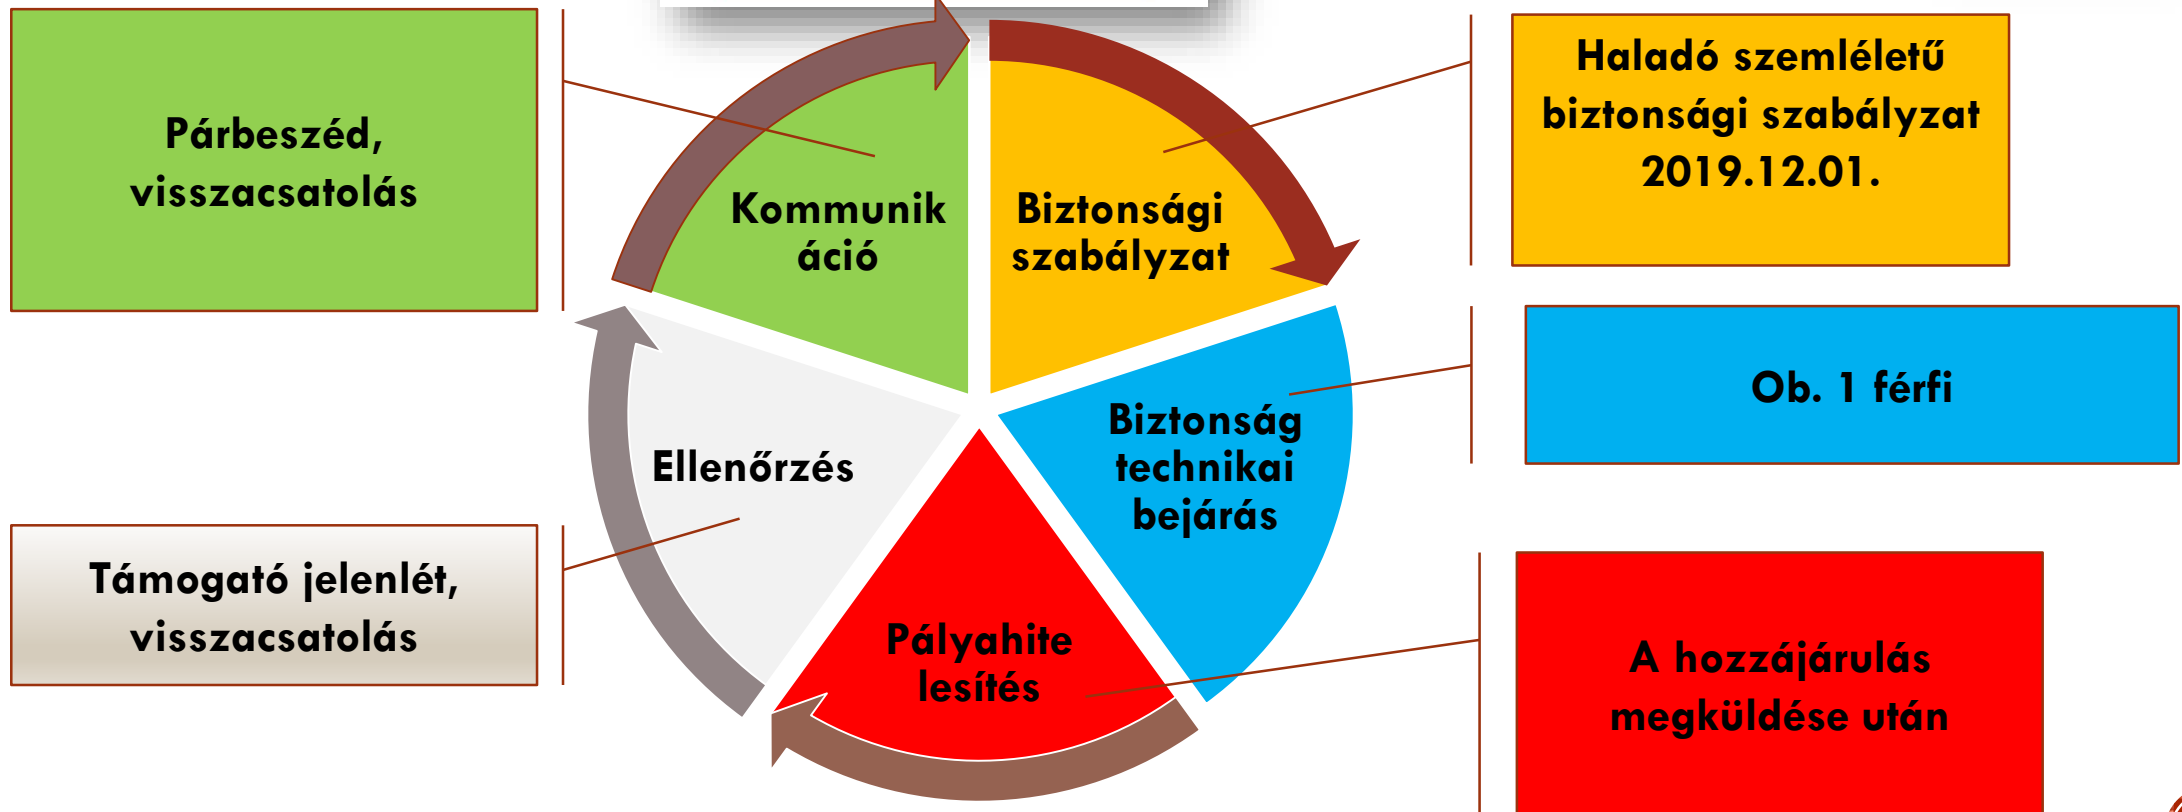 Párbeszéd,
visszacsatolás
Kommunik
áció
Biztonsági
szabályzat
Haladó szemléletű
biztonsági szabályzat
2019.12.01.
Ob. 1 férfi
Biztonság
technikai
bejárás
Ellenőrzés
Támogató jelenlét,
visszacsatolás
Pályahite
lesítés
A hozzájárulás
megküldése után